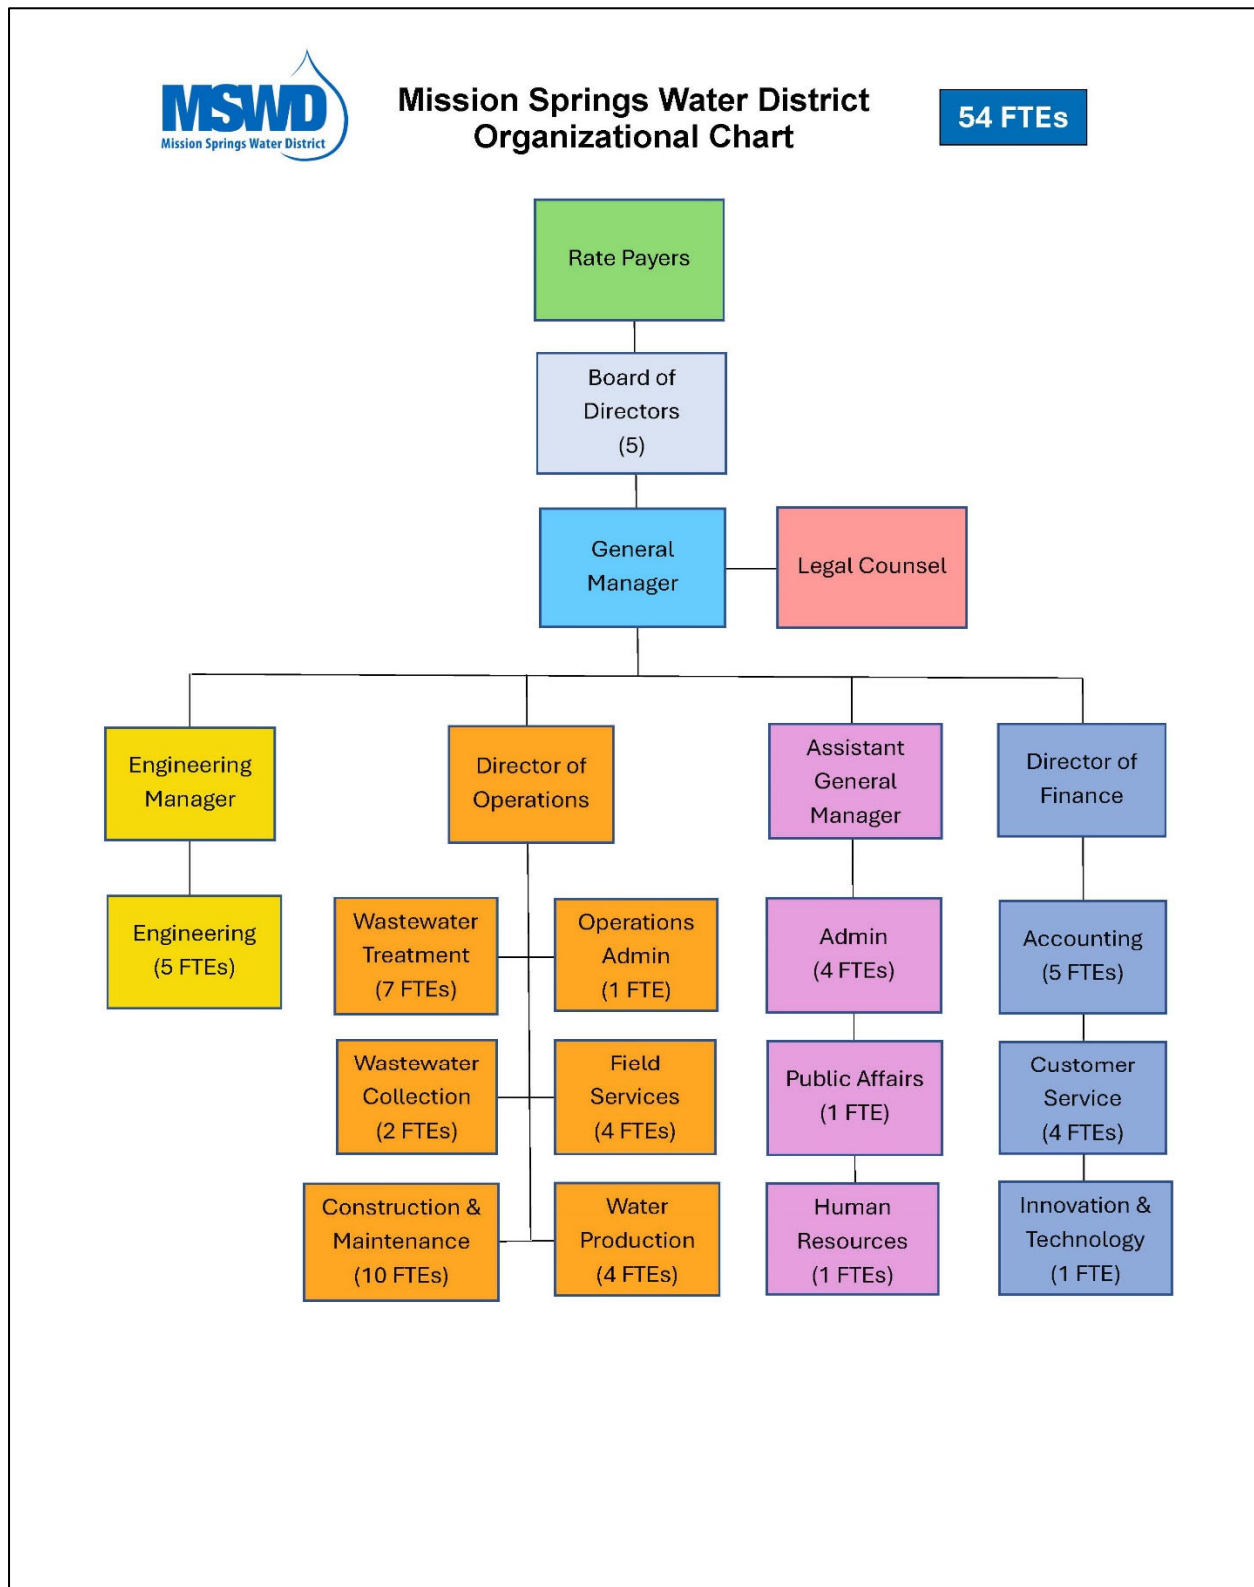 MSWD
Mission Springs Water District
Mission Springs Water District
Organizational Chart
54 FTEs
Rate Payers
Board of
Directors
(5)
General
Manager
Legal Counsel
Engineering
Manager
Director of
Operations
Assistant
General
Manager
Director of
Finance
Engineering
(5 FTEs)
Wastewater
Treatment
(7 FTEs)
Operations
Admin
(1 FTE)
Admin
(4 FTEs)
Accounting
(5 FTEs)
Wastewater
Collection
(2 FTEs)
Field
Services
(4 FTEs)
Public Affairs
(1 FTE)
Customer
Service
(4 FTEs)
Construction &
Maintenance
(10 FTEs)
Water
Production
(4 FTEs)
Human
Resources
(1 FTEs)
Innovation &
Technology
(1 FTE)